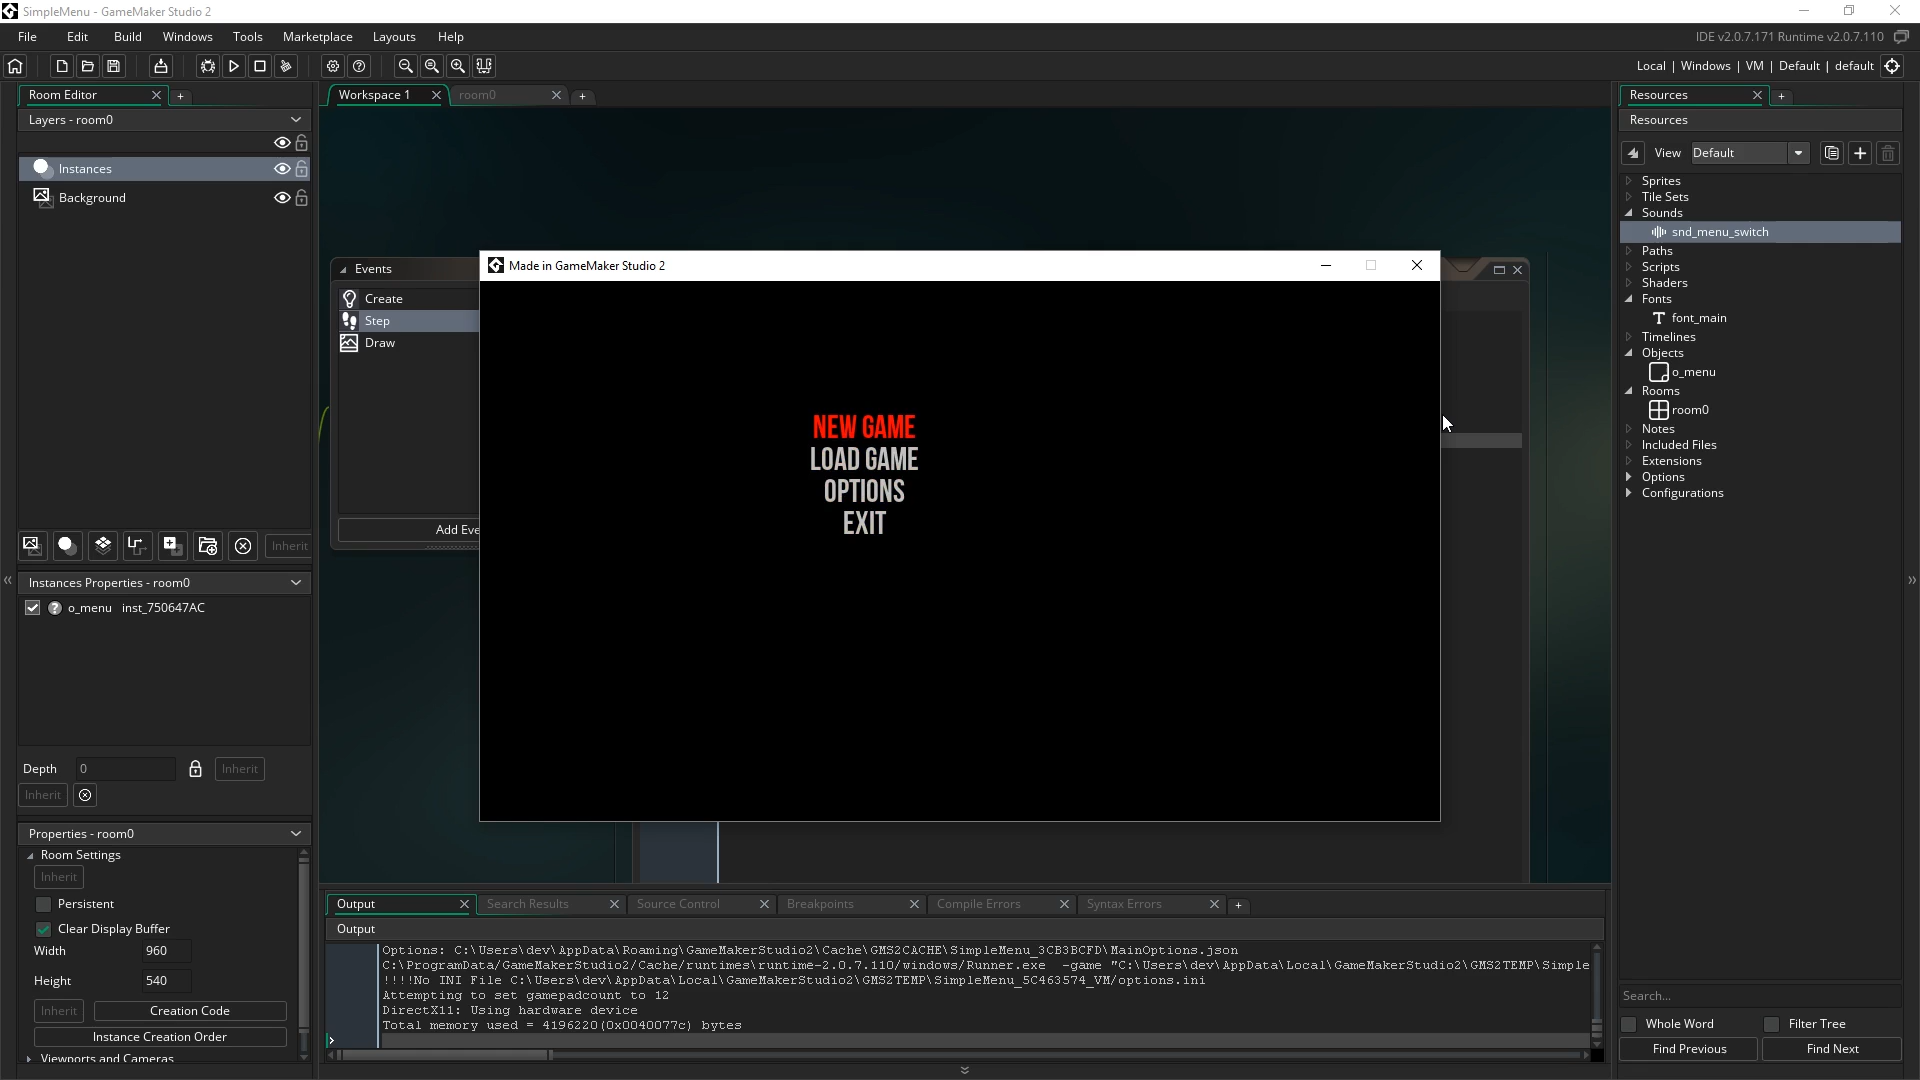 SimpleMenu - GameMaker Studio 2
File Edit Build Windows Tools Marketplace Layouts Help
IDE v2.0.7.171 Runtime v2.0.7.110
Local | Windows | VM | Default | default
Room Editor
Layers - room0
Instances
Background
Inherit
Instances Properties - room0
o_menu inst_750647AC
Depth 0 Inherit
Inherit
Properties - room0
Room Settings
Inherit
Persistent
Clear Display Buffer
Width 960
Height 540
Inherit Creation Code
Instance Creation Order
Viewports and Cameras
Workspace 1 room0
Events
Create
Step
Draw
Add Eve
Made in GameMaker Studio 2
NEW GAME
LOAD GAME
OPTIONS
EXIT
Output Search Results Source Control Breakpoints Compile Errors Syntax Errors
Output
Options: C:\Users\dev\AppData\Roaming\GameMakerStudio2\Cache\GMS2CACHE\SimpleMenu_3CB3BCFD\MainOptions.json
C:\ProgramData/GameMakerStudio2/Cache/runtimes\runtime-2.0.7.110/windows/Runner.exe -game "C:\Users\dev\AppData\Local\GameMakerStudio2\GMS2TEMP\Simple
!!!!No INI File C:\Users\dev\AppData\Local\GameMakerStudio2\GMS2TEMP\SimpleMenu_5C463574_VM/options.ini
Attempting to set gamepadcount to 12
DirectX11: Using hardware device
Total memory used = 4196220(0x0040077c) bytes
Resources
Resources
View Default
Sprites
Tile Sets
Sounds
snd_menu_switch
Paths
Scripts
Shaders
Fonts
font_main
Timelines
Objects
o_menu
Rooms
room0
Notes
Included Files
Extensions
Options
Configurations
Search...
Whole Word Filter Tree
Find Previous Find Next